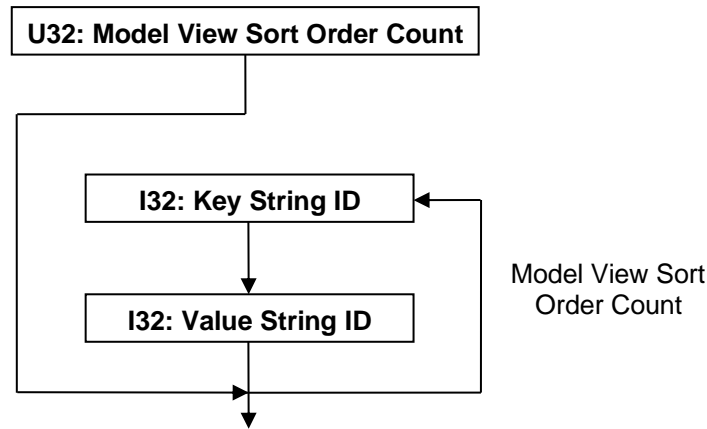 U32: Model View Sort Order Count
I32: Key String ID
Model View Sort
Order Count
I32: Value String ID